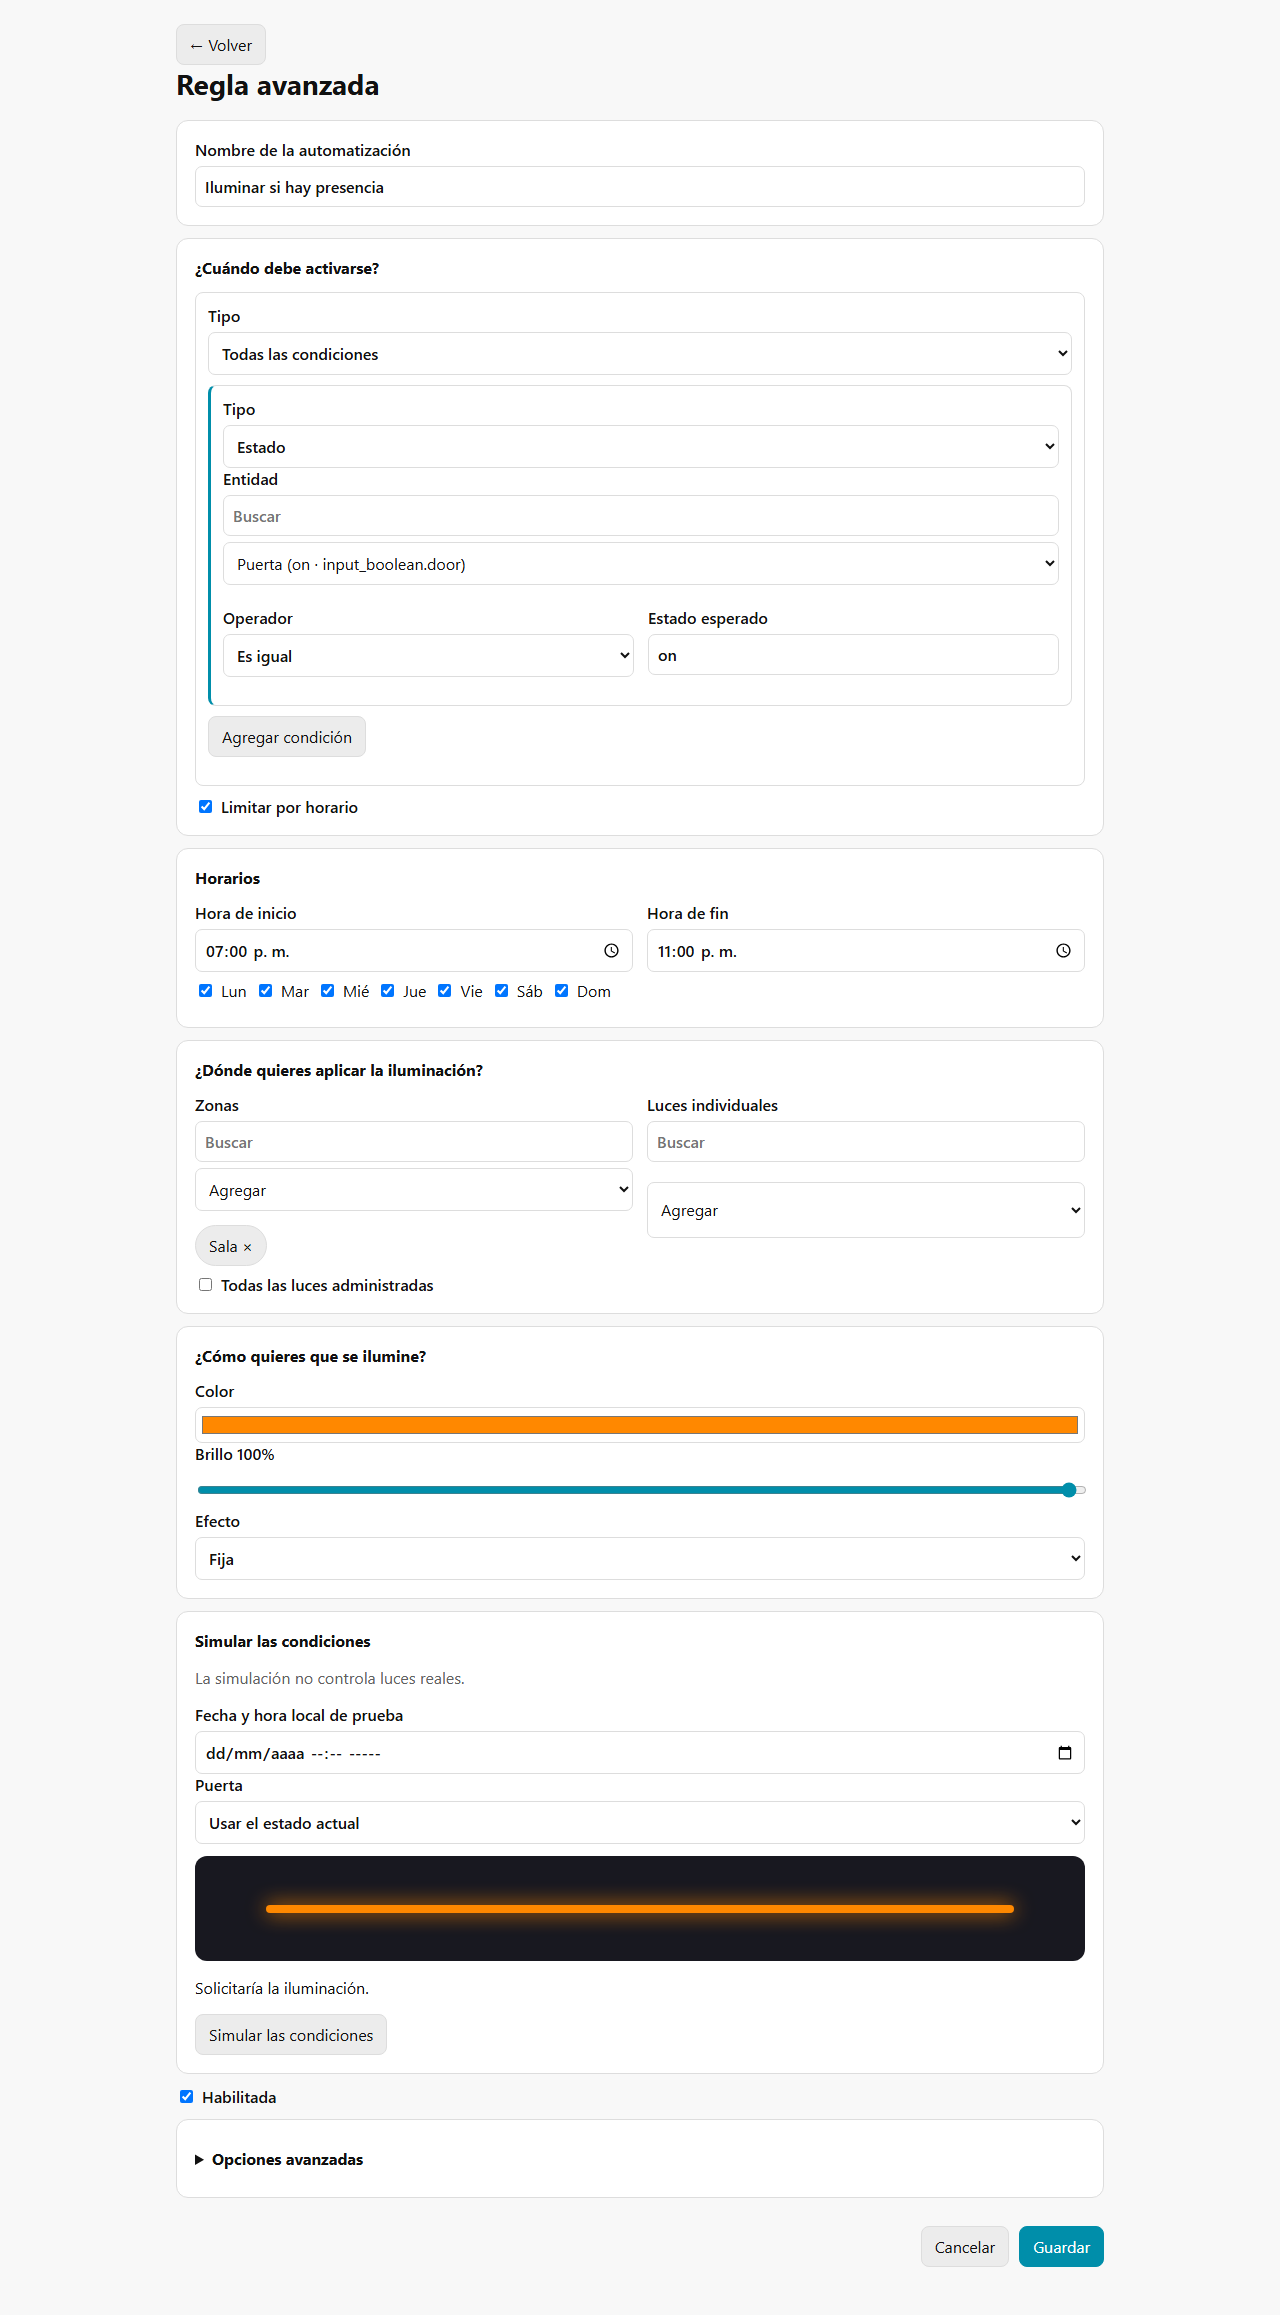 ← Volver
Regla avanzada
Nombre de la automatización
Iluminar si hay presencia
¿Cuándo debe activarse?
Tipo
Todas las condiciones
Tipo
Estado
Entidad
Buscar
Puerta (on · input_boolean.door)
Operador
Estado esperado
Es igual
on
Agregar condición
Limitar por horario
Horarios
Hora de inicio
Hora de fin
07:00 p. m.
11:00 p. m.
Lun Mar Mié Jue Vie Sáb Dom
¿Dónde quieres aplicar la iluminación?
Zonas
Luces individuales
Buscar
Buscar
Agregar
Agregar
Sala ×
Todas las luces administradas
¿Cómo quieres que se ilumine?
Color
Brillo 100%
Efecto
Fija
Simular las condiciones
La simulación no controla luces reales.
Fecha y hora local de prueba
dd/mm/aaaa --:-- -----
Puerta
Usar el estado actual
Solicitaría la iluminación.
Simular las condiciones
Habilitada
Opciones avanzadas
Cancelar
Guardar